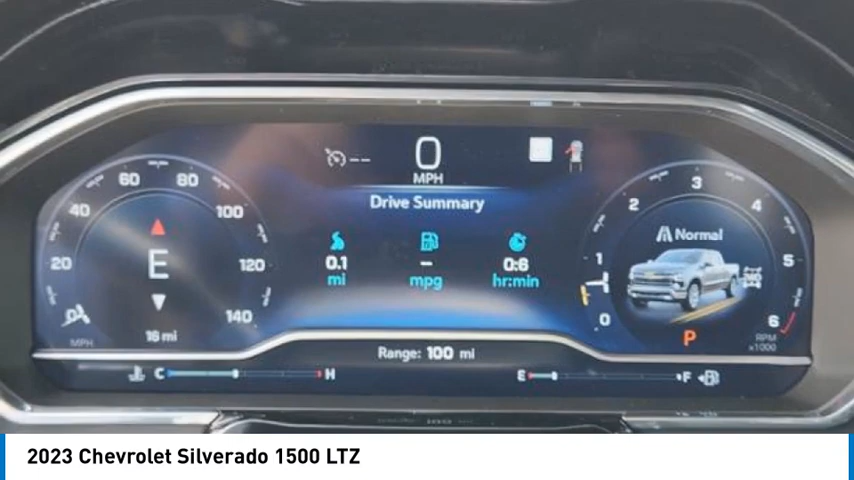 0
MPH
Drive Summary
0.1
mi
--
mpg
0:6
hr:min
0 20 40 60 80 100 120 140
MPH
E
16 mi
0 1 2 3 4 5 6
Normal
P
RPM
x1000
Range: 100 mi
C H
E F
2023 Chevrolet Silverado 1500 LTZ